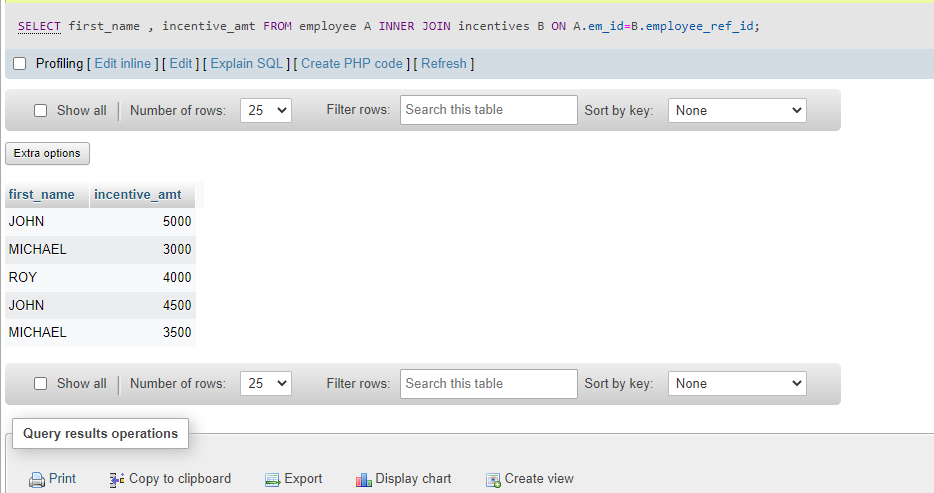 SELECT first_name , incentive_amt FROM employee A INNER JOIN incentives B ON A.em_id=B.employee_ref_id;
Profiling [ Edit inline ] [ Edit ] [ Explain SQL ] [ Create PHP code ] [ Refresh ]
Show all Number of rows: 25 Filter rows: Search this table Sort by key: None
Extra options
first_name incentive_amt
JOHN 5000
MICHAEL 3000
ROY 4000
JOHN 4500
MICHAEL 3500
Show all Number of rows: 25 Filter rows: Search this table Sort by key: None
Query results operations
Print Copy to clipboard Export Display chart Create view